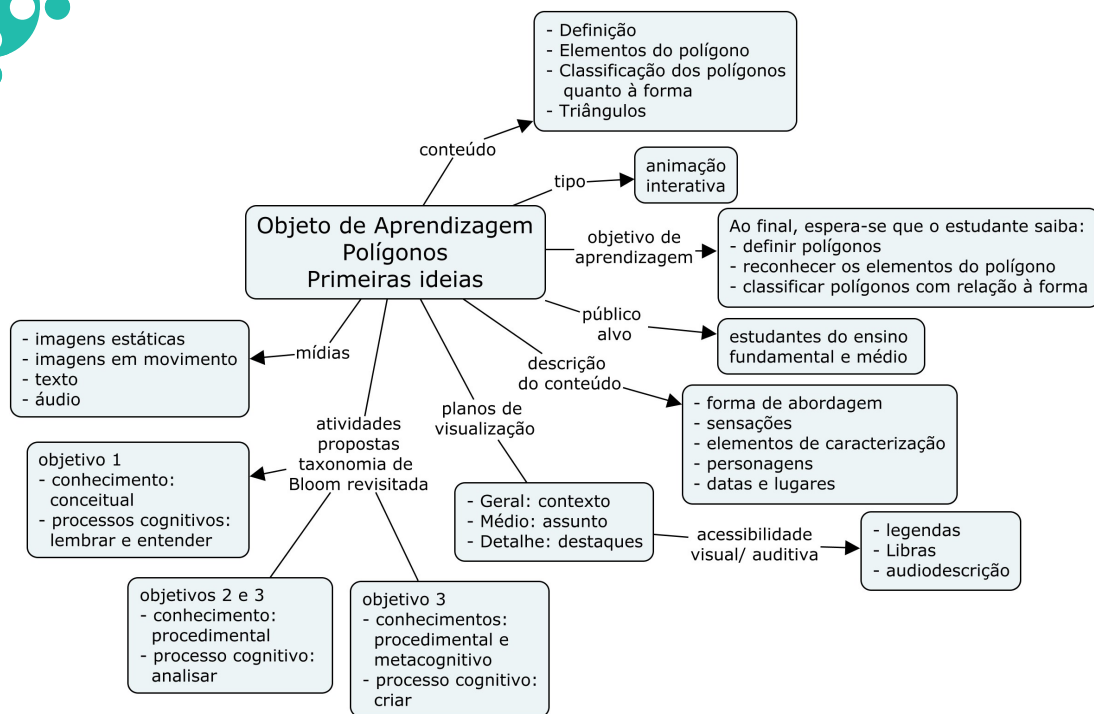 - Definição
- Elementos do polígono
- Classificação dos polígonos
quanto à forma
- Triângulos
conteúdo
tipo
animação
interativa
Objeto de Aprendizagem
Polígonos
Primeiras ideias
objetivo de
aprendizagem
Ao final, espera-se que o estudante saiba:
- definir polígonos
- reconhecer os elementos do polígono
- classificar polígonos com relação à forma
público
alvo
estudantes do ensino
fundamental e médio
descrição
do conteúdo
- forma de abordagem
- sensações
- elementos de caracterização
- personagens
- datas e lugares
mídias
- imagens estáticas
- imagens em movimento
- texto
- áudio
planos de
visualização
- Geral: contexto
- Médio: assunto
- Detalhe: destaques
acessibilidade
visual/ auditiva
- legendas
- Libras
- audiodescrição
atividades
propostas
taxonomia de
Bloom revisitada
objetivo 1
- conhecimento:
conceitual
- processos cognitivos:
lembrar e entender
objetivos 2 e 3
- conhecimento:
procedimental
- processo cognitivo:
analisar
objetivo 3
- conhecimentos:
procedimental e
metacognitivo
- processo cognitivo:
criar